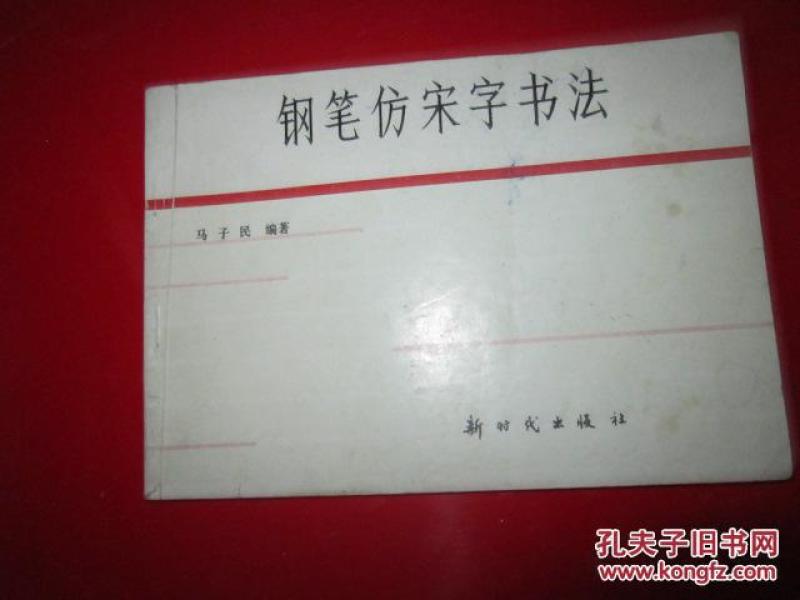 钢笔仿宋字书法
马子民 编著
新时代出版社
孔夫子旧书网
www.kongfz.com